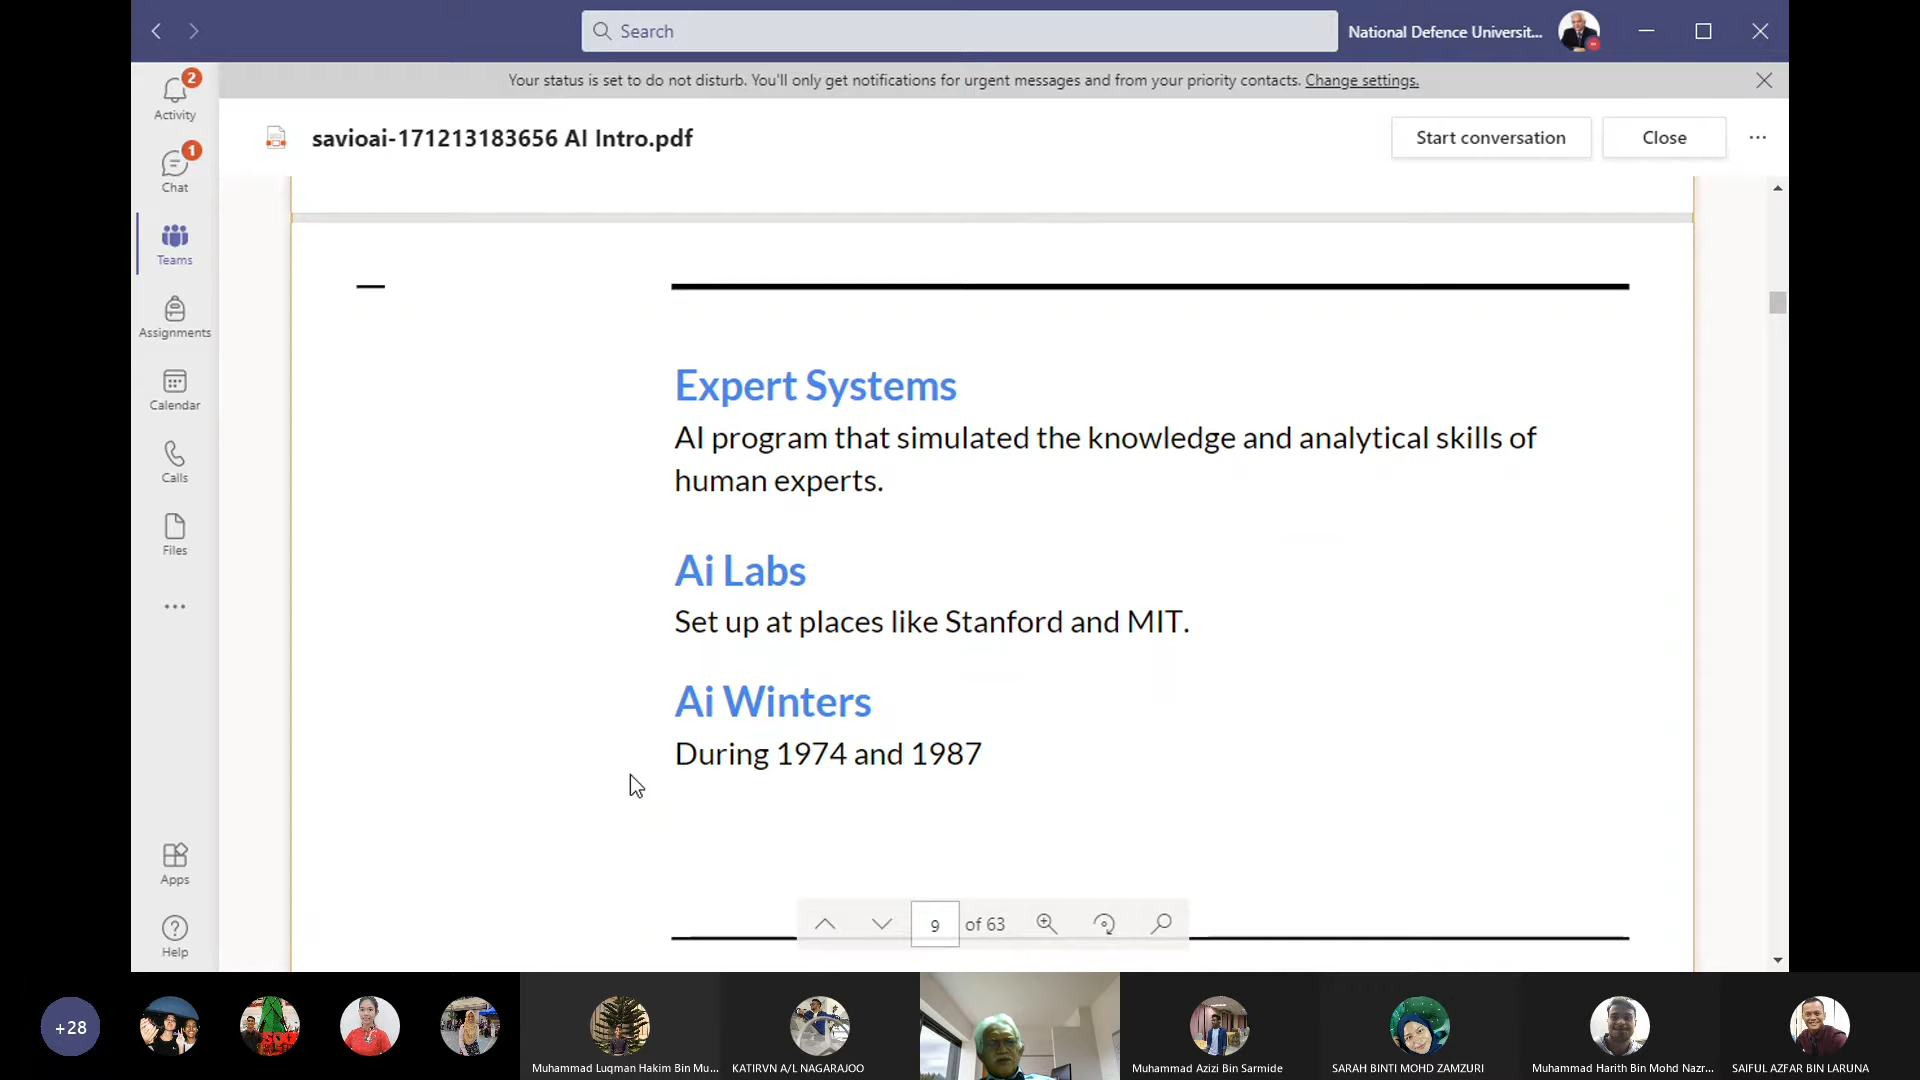 Search
National Defence Universit...
Your status is set to do not disturb. You'll only get notifications for urgent messages and from your priority contacts. Change settings.
2
Activity
1
Chat
Teams
Assignments
Calendar
Calls
Files
Apps
Help
savioai-171213183656 AI Intro.pdf
Start conversation
Close
Expert Systems
AI program that simulated the knowledge and analytical skills of
human experts.
Ai Labs
Set up at places like Stanford and MIT.
Ai Winters
During 1974 and 1987
9 of 63
+28
Muhammad Luqman Hakim Bin Mu...
KATIRVN A/L NAGARAJOO
Muhammad Azizi Bin Sarmide
SARAH BINTI MOHD ZAMZURI
Muhammad Harith Bin Mohd Nazr...
SAIFUL AZFAR BIN LARUNA